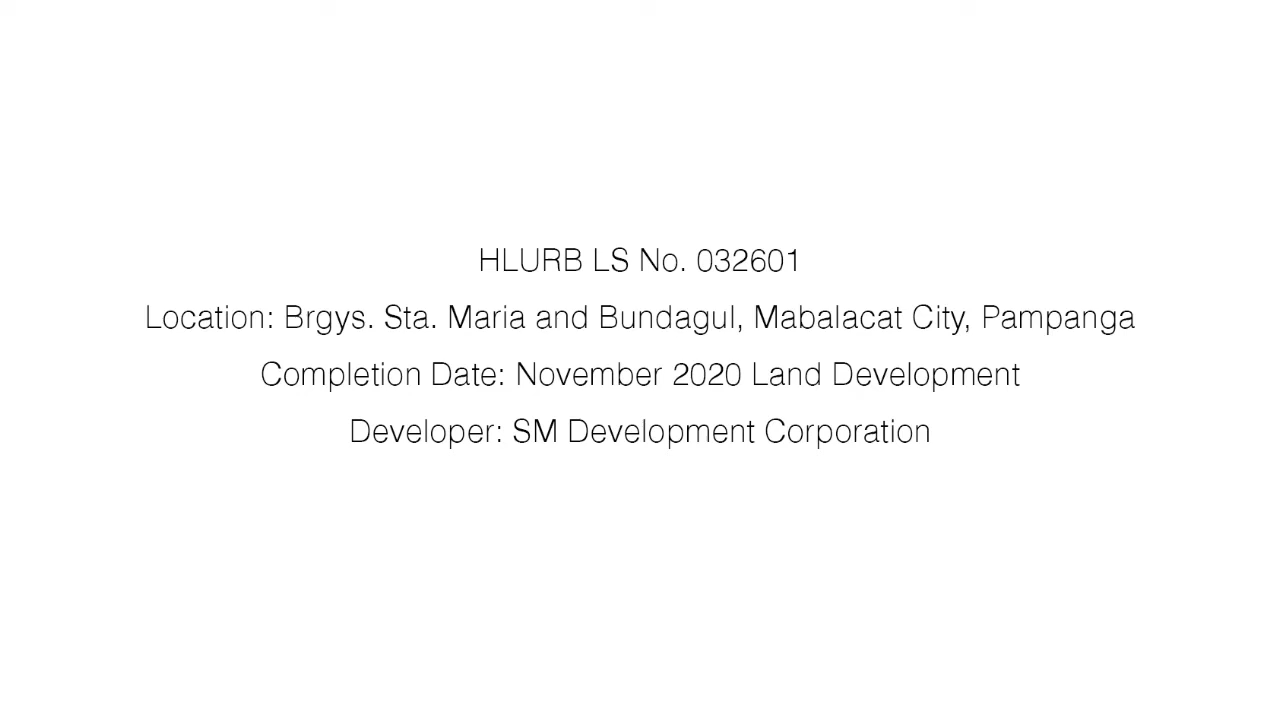 HLURB LS No. 032601
Location: Brgys. Sta. Maria and Bundagul, Mabalacat City, Pampanga
Completion Date: November 2020 Land Development
Developer: SM Development Corporation